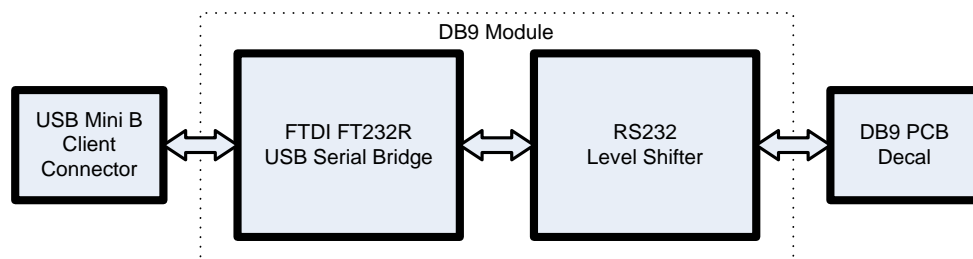 DB9 Module
USB Mini B
Client
Connector
FTDI FT232R
USB Serial Bridge
RS232
Level Shifter
DB9 PCB
Decal